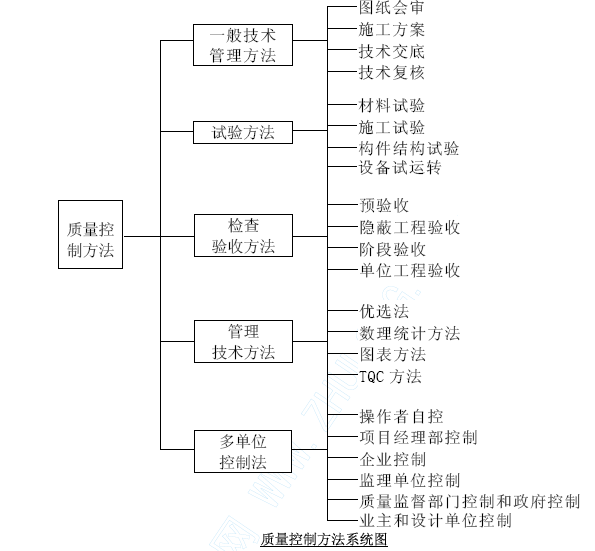 质量控
制方法
一般技术
管理方法
图纸会审
施工方案
技术交底
技术复核
试验方法
材料试验
施工试验
构件结构试验
设备试运转
检查
验收方法
预验收
隐蔽工程验收
阶段验收
单位工程验收
管理
技术方法
优选法
数理统计方法
图表方法
TQC 方法
多单位
控制法
操作者自控
项目经理部控制
企业控制
监理单位控制
质量监督部门控制和政府控制
业主和设计单位控制
质量控制方法系统图